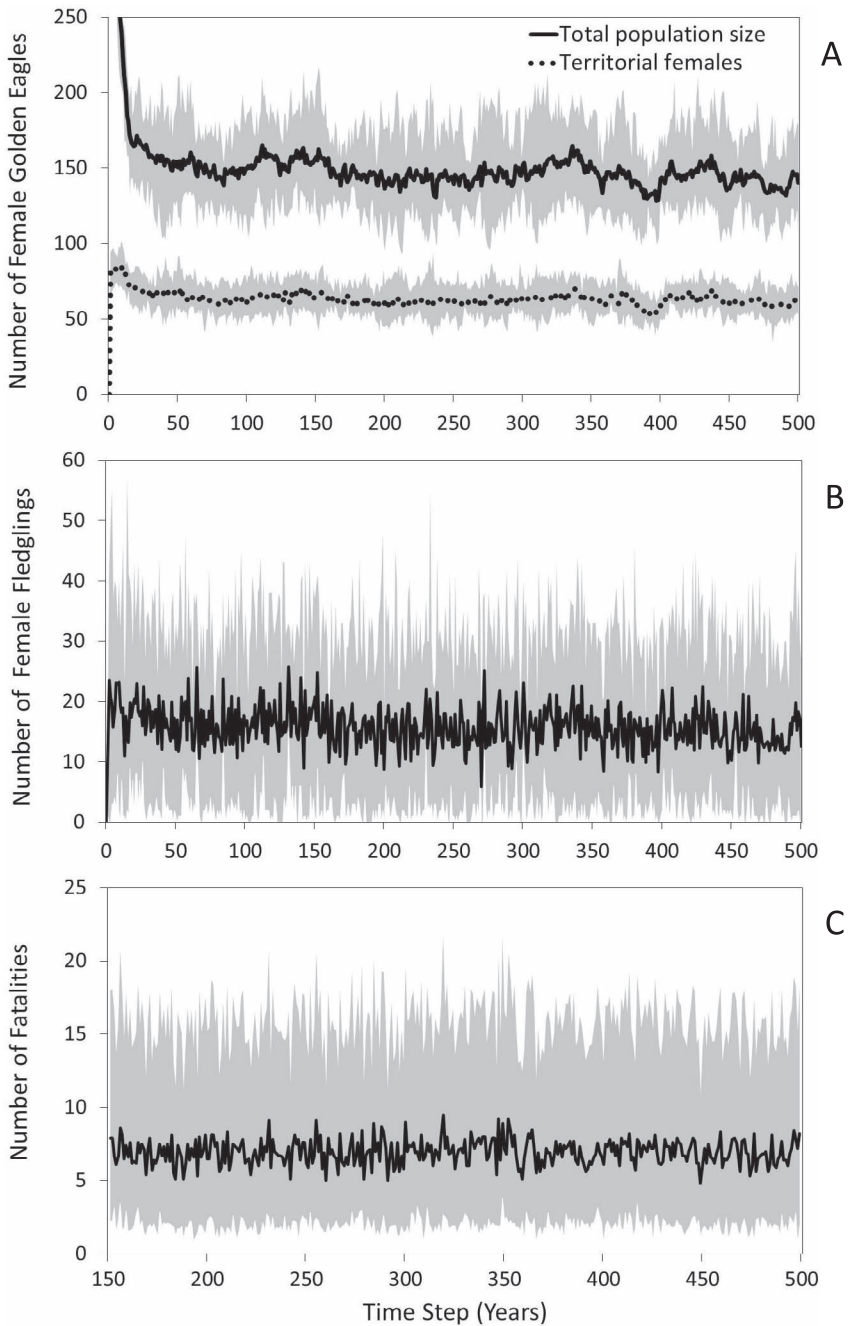 A
Total population size
Territorial females
Number of Female Golden Eagles
250
200
150
100
50
0
0 50 100 150 200 250 300 350 400 450 500
B
Number of Female Fledglings
60
50
40
30
20
10
0
0 50 100 150 200 250 300 350 400 450 500
C
Number of Fatalities
25
20
15
10
5
0
150 200 250 300 350 400 450 500
Time Step (Years)